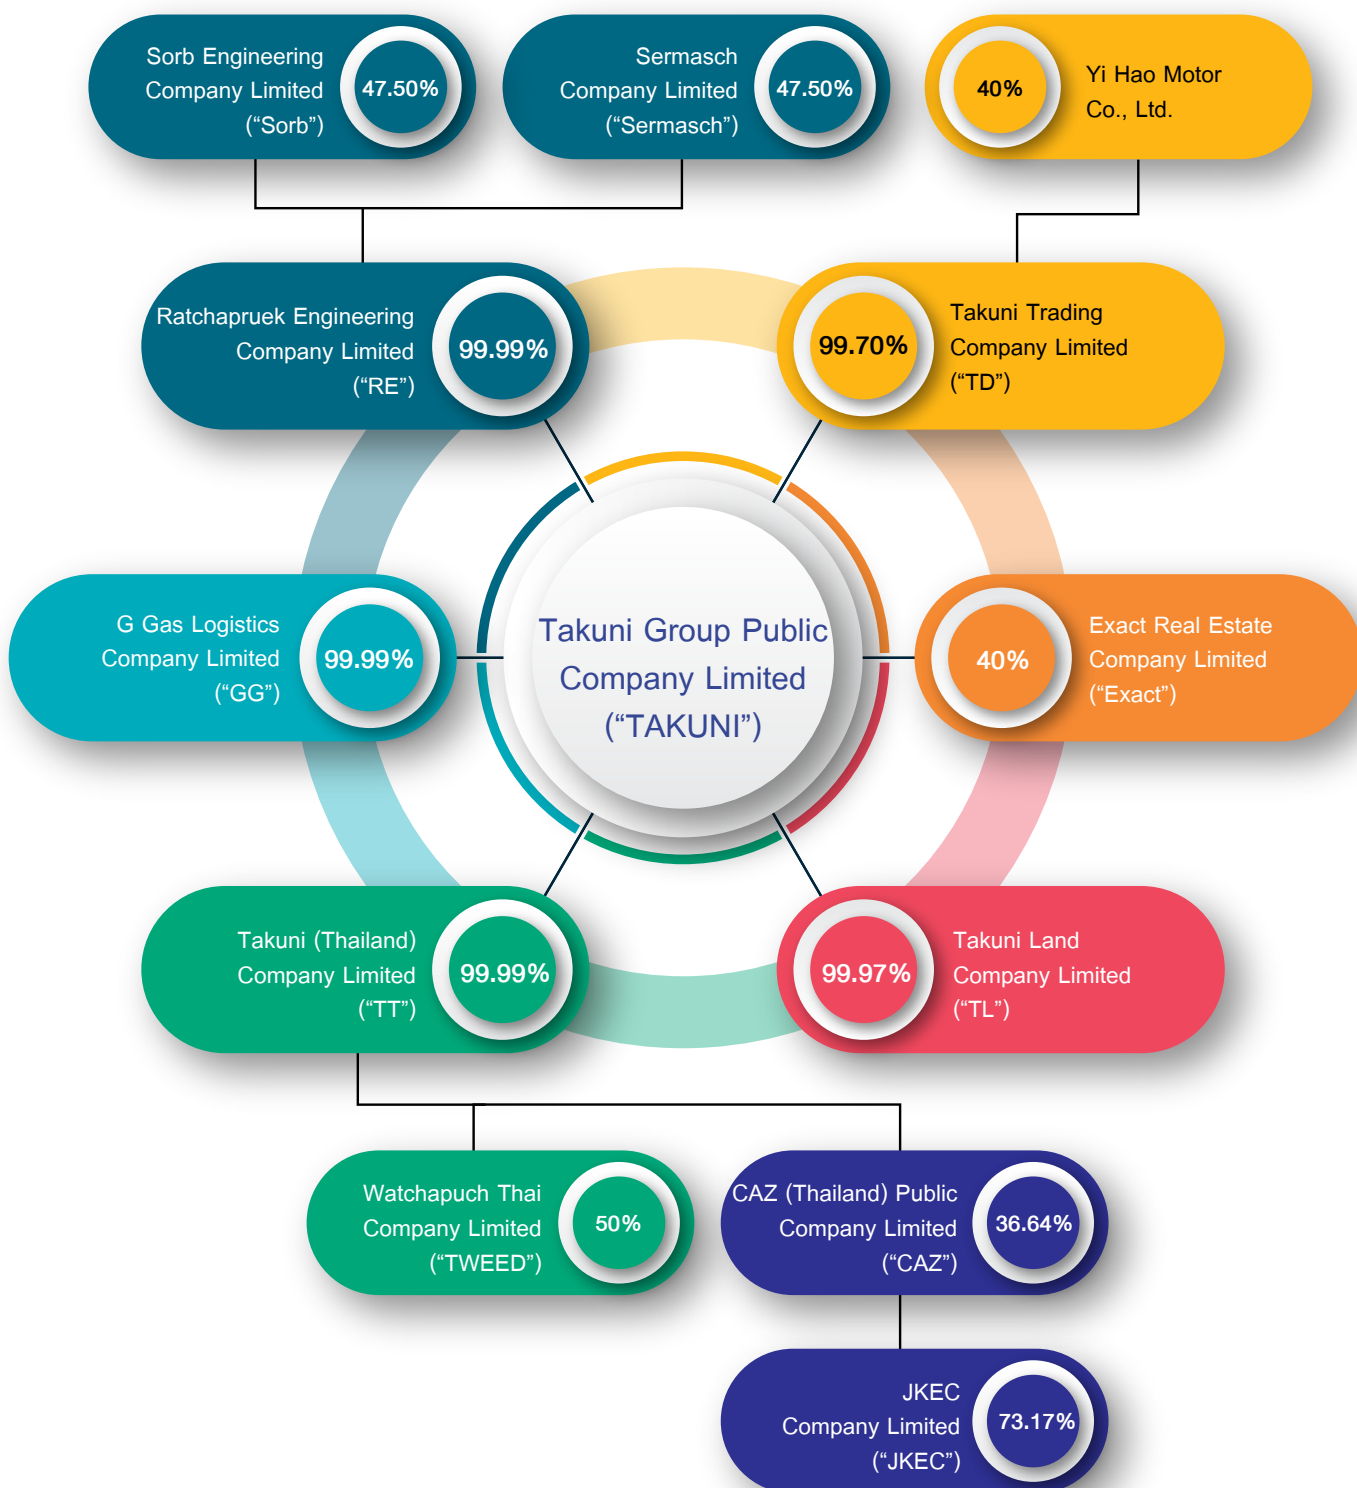 Sorb Engineering
Company Limited
(“Sorb”)
47.50%
Sermasch
Company Limited
(“Sermasch”)
47.50%
40%
Yi Hao Motor
Co., Ltd.
Ratchapruek Engineering
Company Limited
(“RE”)
99.99%
99.70%
Takuni Trading
Company Limited
(“TD”)
G Gas Logistics
Company Limited
(“GG”)
99.99%
Takuni Group Public
Company Limited
(“TAKUNI”)
40%
Exact Real Estate
Company Limited
(“Exact”)
Takuni (Thailand)
Company Limited
(“TT”)
99.99%
99.97%
Takuni Land
Company Limited
(“TL”)
Watchapuch Thai
Company Limited
(“TWEED”)
50%
CAZ (Thailand) Public
Company Limited
(“CAZ”)
36.64%
JKEC
Company Limited
(“JKEC”)
73.17%